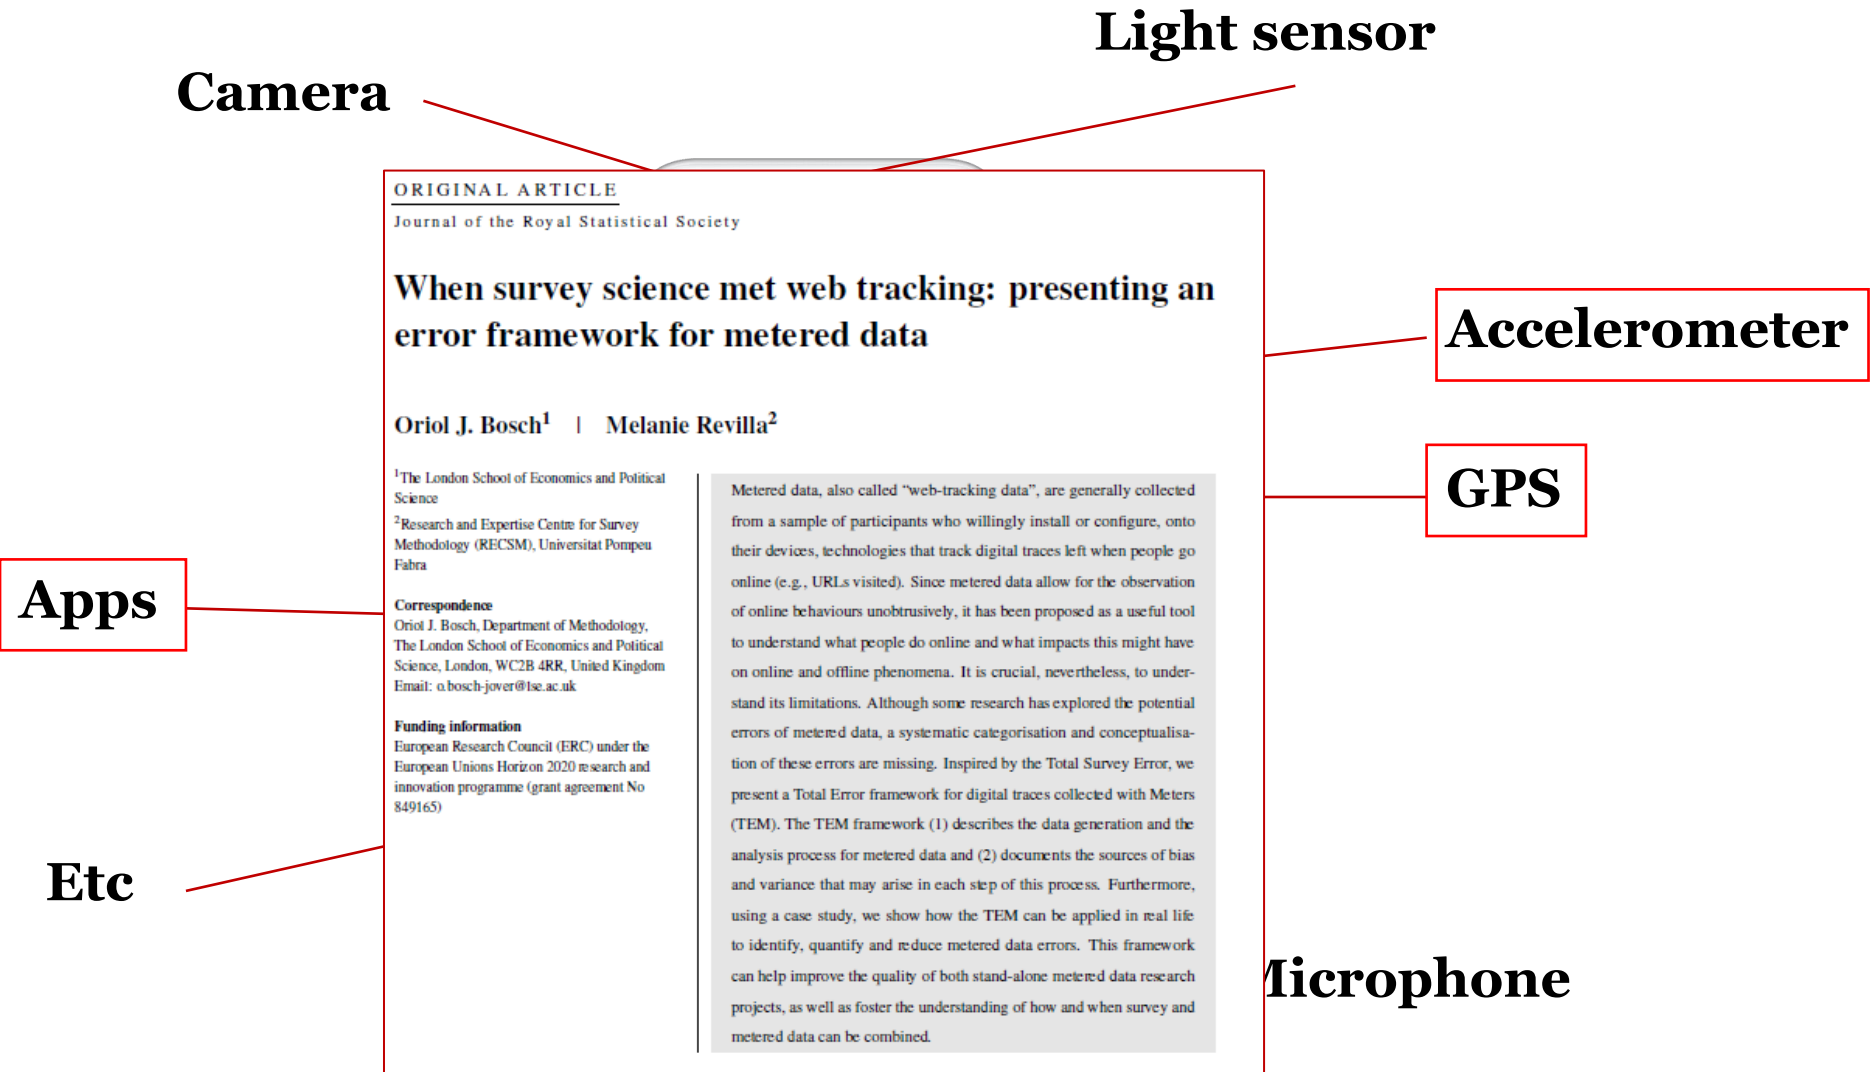 Light sensor
Camera
ORIGINAL ARTICLE
Journal of the Royal Statistical Society
When survey science met web tracking: presenting an
error framework for metered data
Accelerometer
Oriol J. Bosch1 | Melanie Revilla2
GPS
1The London School of Economics and Political
Science
2Research and Expertise Centre for Survey
Methodology (RECSM), Universitat Pompeu
Fabra
Apps
Correspondence
Oriol J. Bosch, Department of Methodology,
The London School of Economics and Political
Science, London, WC2B 4RR, United Kingdom
Email: o.bosch-jover@lse.ac.uk
Funding information
European Research Council (ERC) under the
European Unions Horizon 2020 research and
innovation programme (grant agreement No
849165)
Etc
Metered data, also called “web-tracking data”, are generally collected
from a sample of participants who willingly install or configure, onto
their devices, technologies that track digital traces left when people go
online (e.g., URLs visited). Since metered data allow for the observation
of online behaviours unobtrusively, it has been proposed as a useful tool
to understand what people do online and what impacts this might have
on online and offline phenomena. It is crucial, nevertheless, to under-
stand its limitations. Although some research has explored the potential
errors of metered data, a systematic categorisation and conceptualisa-
tion of these errors are missing. Inspired by the Total Survey Error, we
present a Total Error framework for digital traces collected with Meters
(TEM). The TEM framework (1) describes the data generation and the
analysis process for metered data and (2) documents the sources of bias
and variance that may arise in each step of this process. Furthermore,
using a case study, we show how the TEM can be applied in real life
to identify, quantify and reduce metered data errors. This framework
can help improve the quality of both stand-alone metered data research
projects, as well as foster the understanding of how and when survey and
metered data can be combined.
Microphone